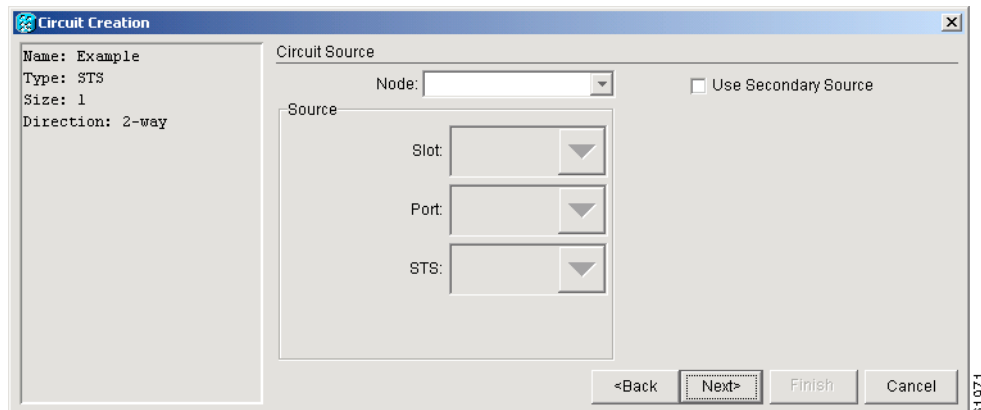 Circuit Creation
Name: Example
Type: STS
Size: 1
Direction: 2-way
Circuit Source
Node:
Use Secondary Source
Source
Slot:
Port:
STS:
<Back
Next>
Finish
Cancel